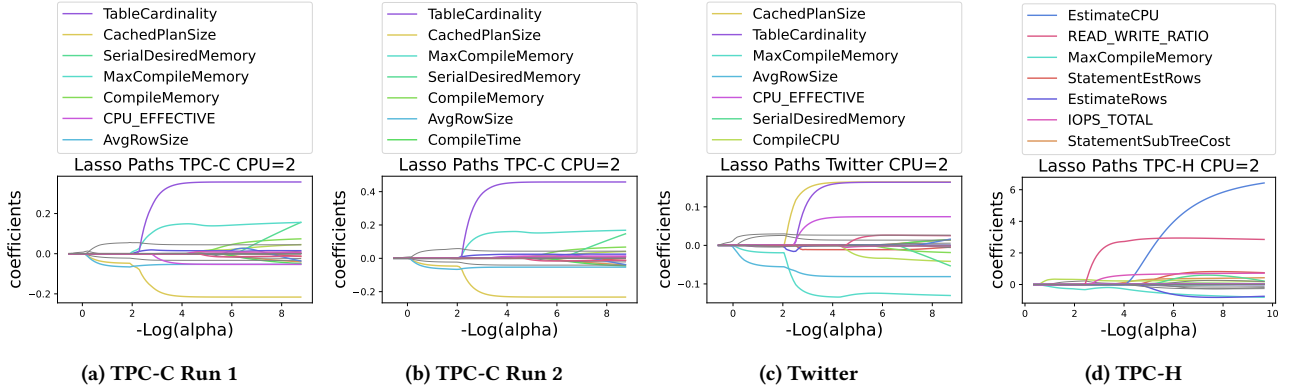 TableCardinality
CachedPlanSize
SerialDesiredMemory
MaxCompileMemory
CompileMemory
CPU_EFFECTIVE
AvgRowSize
Lasso Paths TPC-C CPU=2
coefficients
0.2
0.0
−0.2
0 2 4 6 8
-Log(alpha)
(a) TPC-C Run 1
TableCardinality
CachedPlanSize
MaxCompileMemory
SerialDesiredMemory
CompileMemory
AvgRowSize
CompileTime
Lasso Paths TPC-C CPU=2
coefficients
0.4
0.2
0.0
−0.2
0 2 4 6 8
-Log(alpha)
(b) TPC-C Run 2
CachedPlanSize
TableCardinality
MaxCompileMemory
AvgRowSize
CPU_EFFECTIVE
SerialDesiredMemory
CompileCPU
Lasso Paths Twitter CPU=2
coefficients
0.1
0.0
−0.1
0 2 4 6 8
-Log(alpha)
(c) Twitter
EstimateCPU
READ_WRITE_RATIO
MaxCompileMemory
StatementEstRows
EstimateRows
IOPS_TOTAL
StatementSubTreeCost
Lasso Paths TPC-H CPU=2
coefficients
6
4
2
0
0 2 4 6 8 10
-Log(alpha)
(d) TPC-H